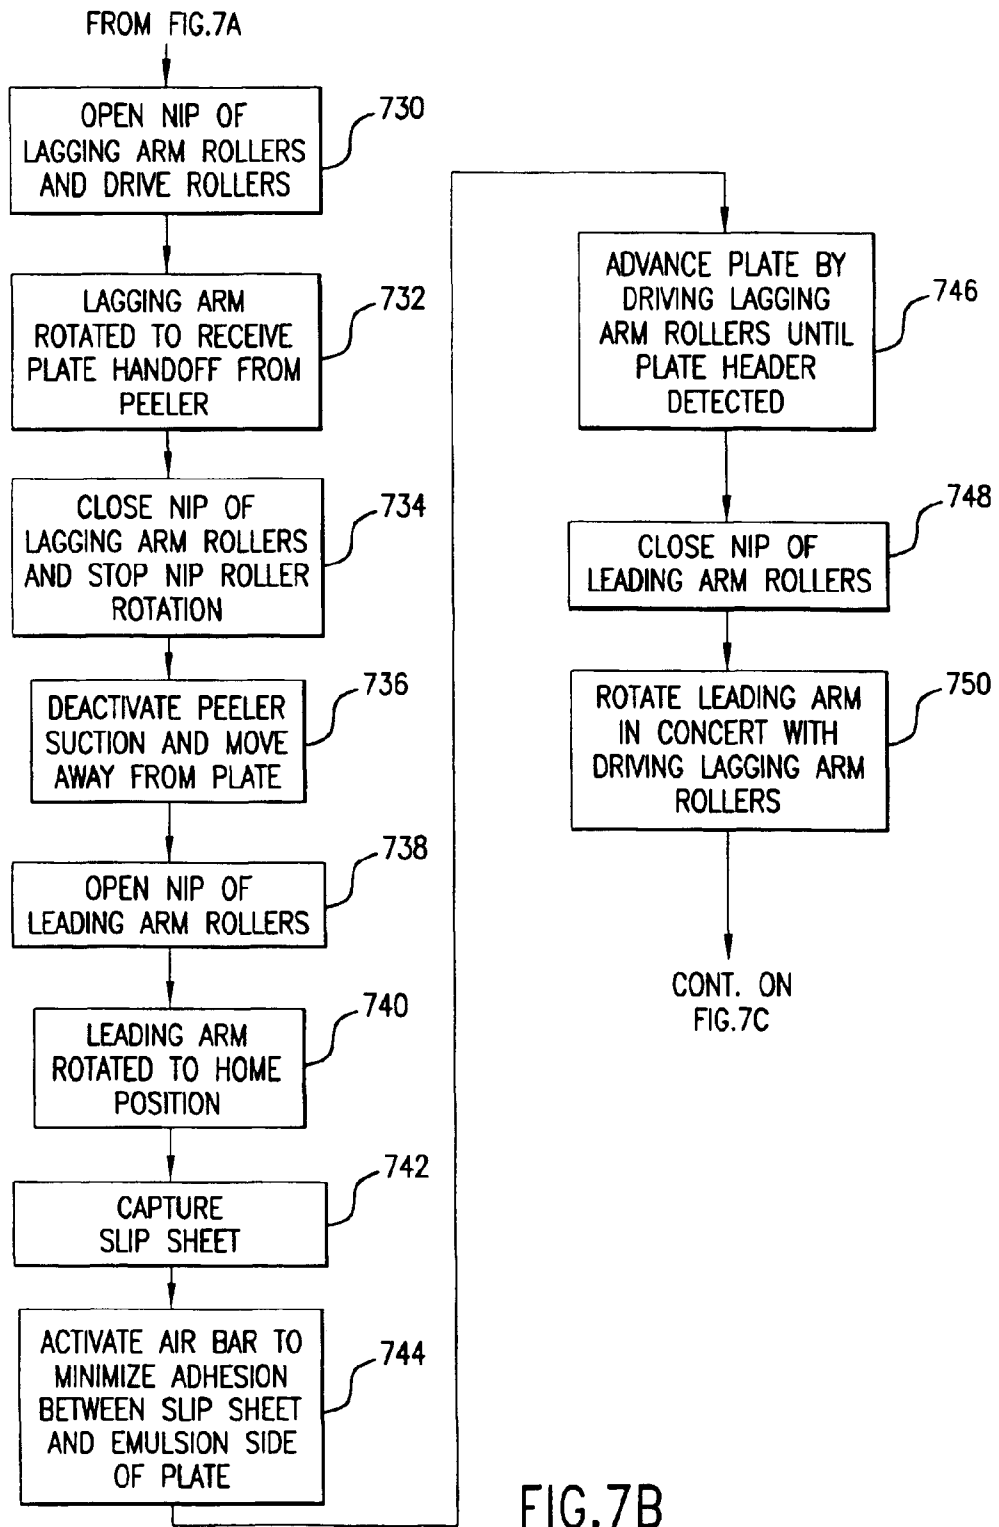 FROM FIG.7A
OPEN NIP OF
LAGGING ARM ROLLERS
AND DRIVE ROLLERS
730
LAGGING ARM
ROTATED TO RECEIVE
PLATE HANDOFF FROM
PEELER
732
CLOSE NIP OF
LAGGING ARM ROLLERS
AND STOP NIP ROLLER
ROTATION
734
DEACTIVATE PEELER
SUCTION AND MOVE
AWAY FROM PLATE
736
OPEN NIP OF
LEADING ARM ROLLERS
738
LEADING ARM
ROTATED TO HOME
POSITION
740
CAPTURE
SLIP SHEET
742
ACTIVATE AIR BAR TO
MINIMIZE ADHESION
BETWEEN SLIP SHEET
AND EMULSION SIDE
OF PLATE
744
ADVANCE PLATE BY
DRIVING LAGGING
ARM ROLLERS UNTIL
PLATE HEADER
DETECTED
746
CLOSE NIP OF
LEADING ARM ROLLERS
748
ROTATE LEADING ARM
IN CONCERT WITH
DRIVING LAGGING ARM
ROLLERS
750
CONT. ON
FIG.7C
FIG.7B